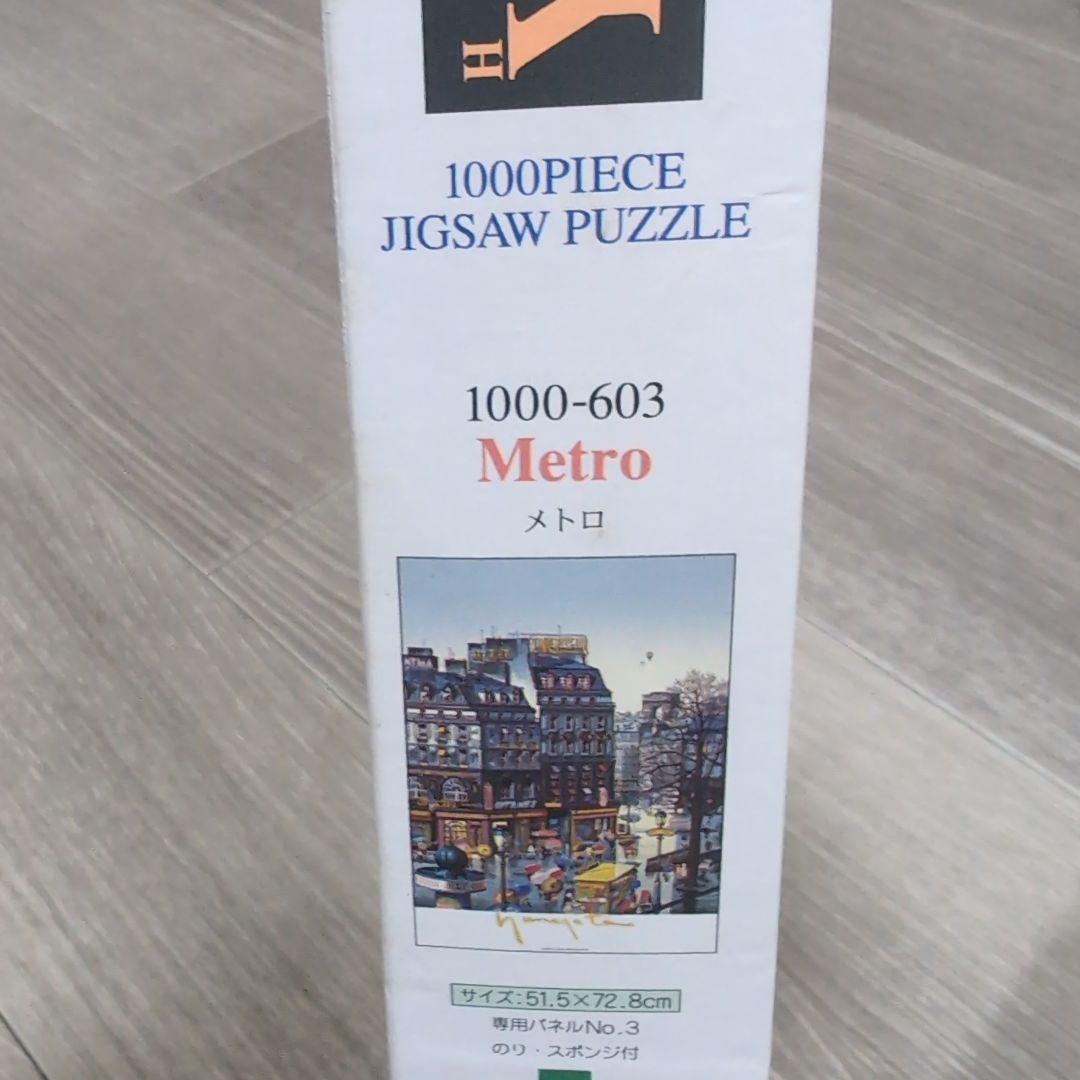 H Y
1000PIECE
JIGSAW PUZZLE
1000-603
Metro
メトロ
yamagata
サイズ:51.5×72.8cm
専用パネルNo.3
のり・スポンジ付